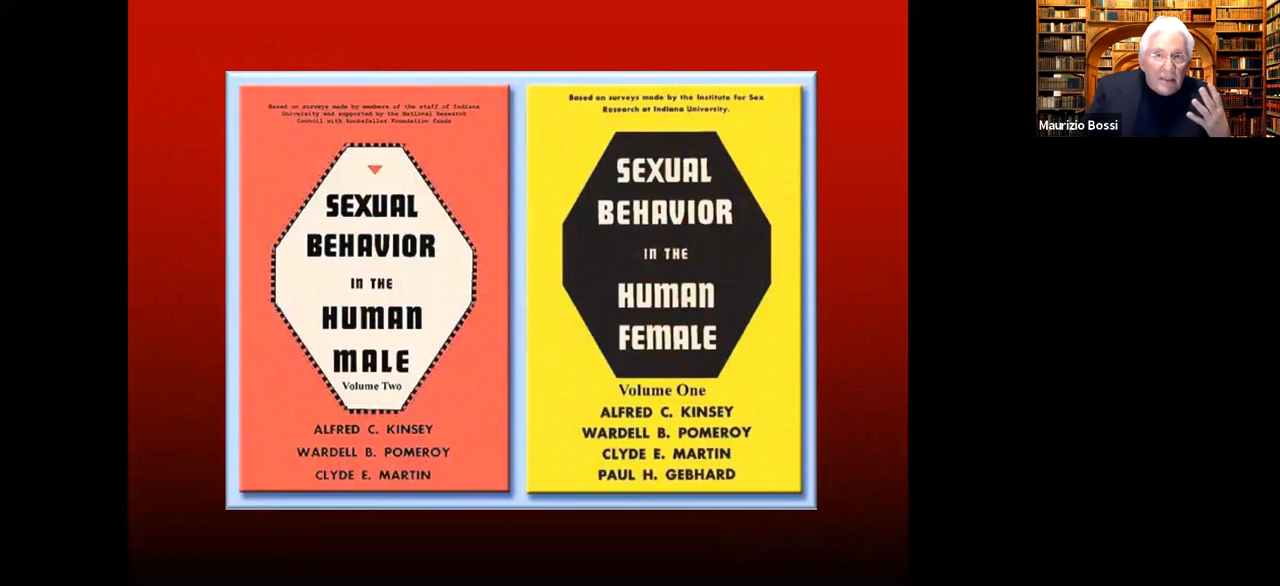 Based on surveys made by members of the staff of Indiana
University and supported by the National Research
Council with Rockefeller Foundation funds
SEXUAL
BEHAVIOR
IN THE
HUMAN
MALE
Volume Two
ALFRED C. KINSEY
WARDELL B. POMEROY
CLYDE E. MARTIN
Based on surveys made by the Institute for Sex
Research at Indiana University.
SEXUAL
BEHAVIOR
IN THE
HUMAN
FEMALE
Volume One
ALFRED C. KINSEY
WARDELL B. POMEROY
CLYDE E. MARTIN
PAUL H. GEBHARD
Maurizio Bossi